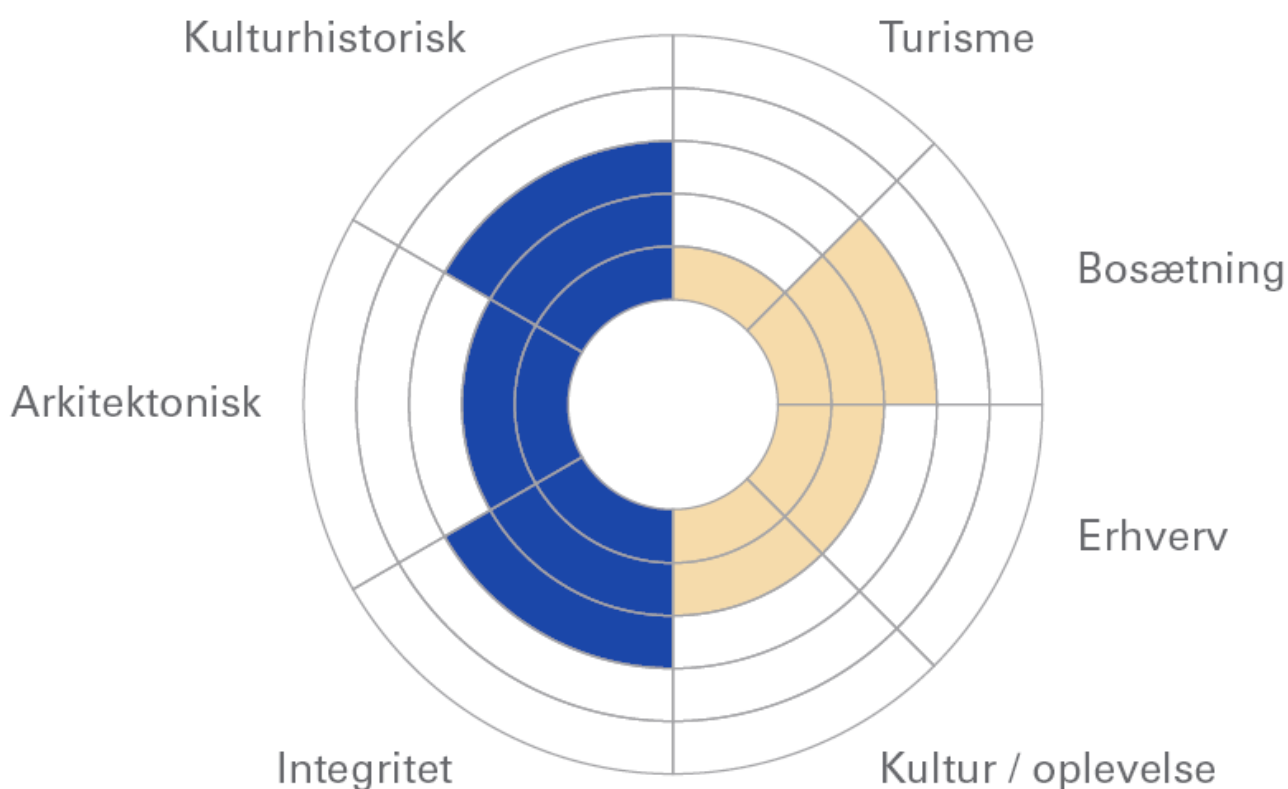 Kulturhistorisk
Turisme
Bosætning
Arkitektonisk
Erhverv
Integritet
Kultur / oplevelse